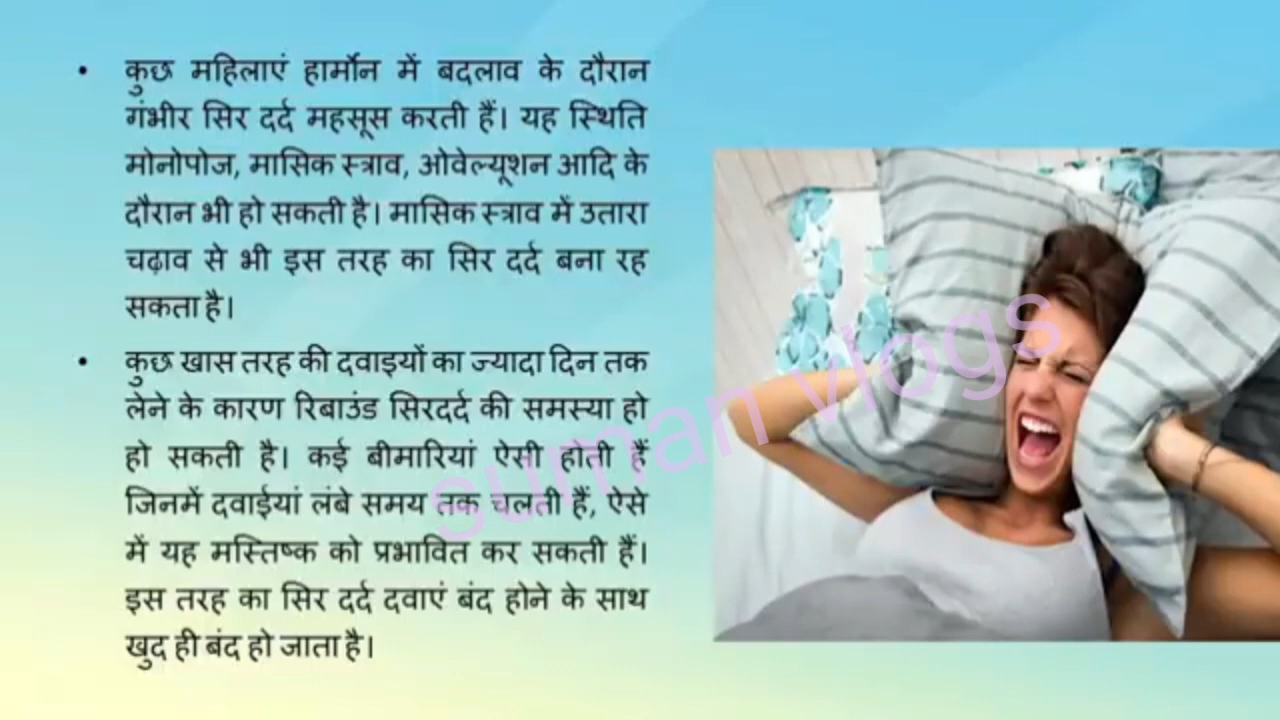 • कुछ महिलाएं हार्मोन में बदलाव के दौरान
गंभीर सिर दर्द महसूस करती हैं। यह स्थिति
मोनोपोज, मासिक स्त्राव, ओवेल्यूशन आदि के
दौरान भी हो सकती है। मासिक स्त्राव में उतारा
चढ़ाव से भी इस तरह का सिर दर्द बना रह
सकता है।
• कुछ खास तरह की दवाइयों का ज्यादा दिन तक
लेने के कारण रिबाउंड सिरदर्द की समस्या हो
हो सकती है। कई बीमारियां ऐसी होती हैं
जिनमें दवाईयां लंबे समय तक चलती हैं, ऐसे
में यह मस्तिष्क को प्रभावित कर सकती हैं।
इस तरह का सिर दर्द दवाएं बंद होने के साथ
खुद ही बंद हो जाता है।
suman vlogs